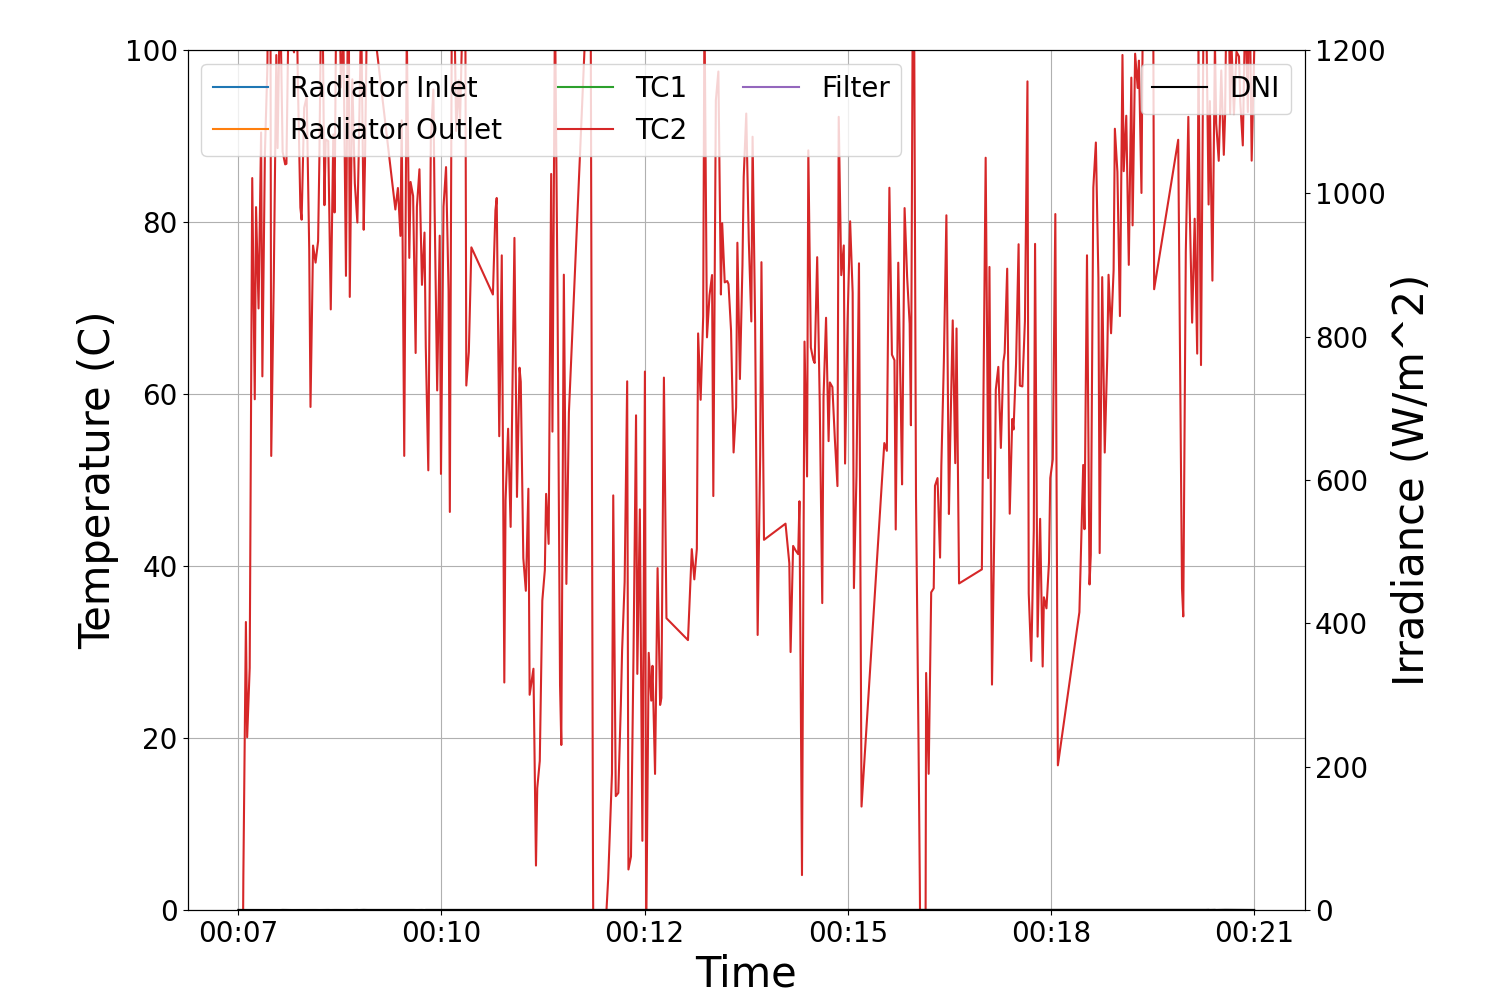 100
80
60
40
20
0
Temperature (C)
Radiator Inlet
Radiator Outlet
TC1
TC2
Filter
DNI
1200
1000
800
600
400
200
0
Irradiance (W/m^2)
00:07 00:10 00:12 00:15 00:18 00:21
Time